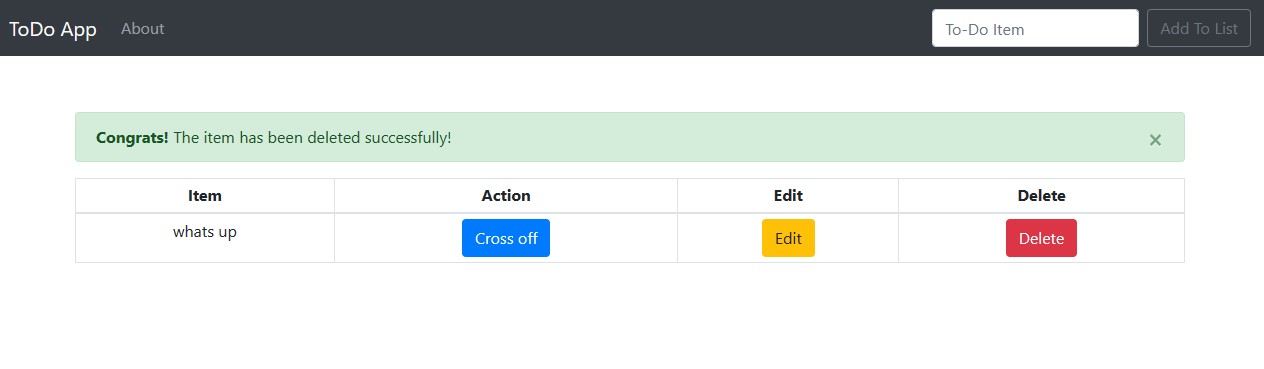 ToDo App About To-Do Item Add To List
Congrats! The item has been deleted successfully! ×
Item Action Edit Delete
whats up Cross off Edit Delete